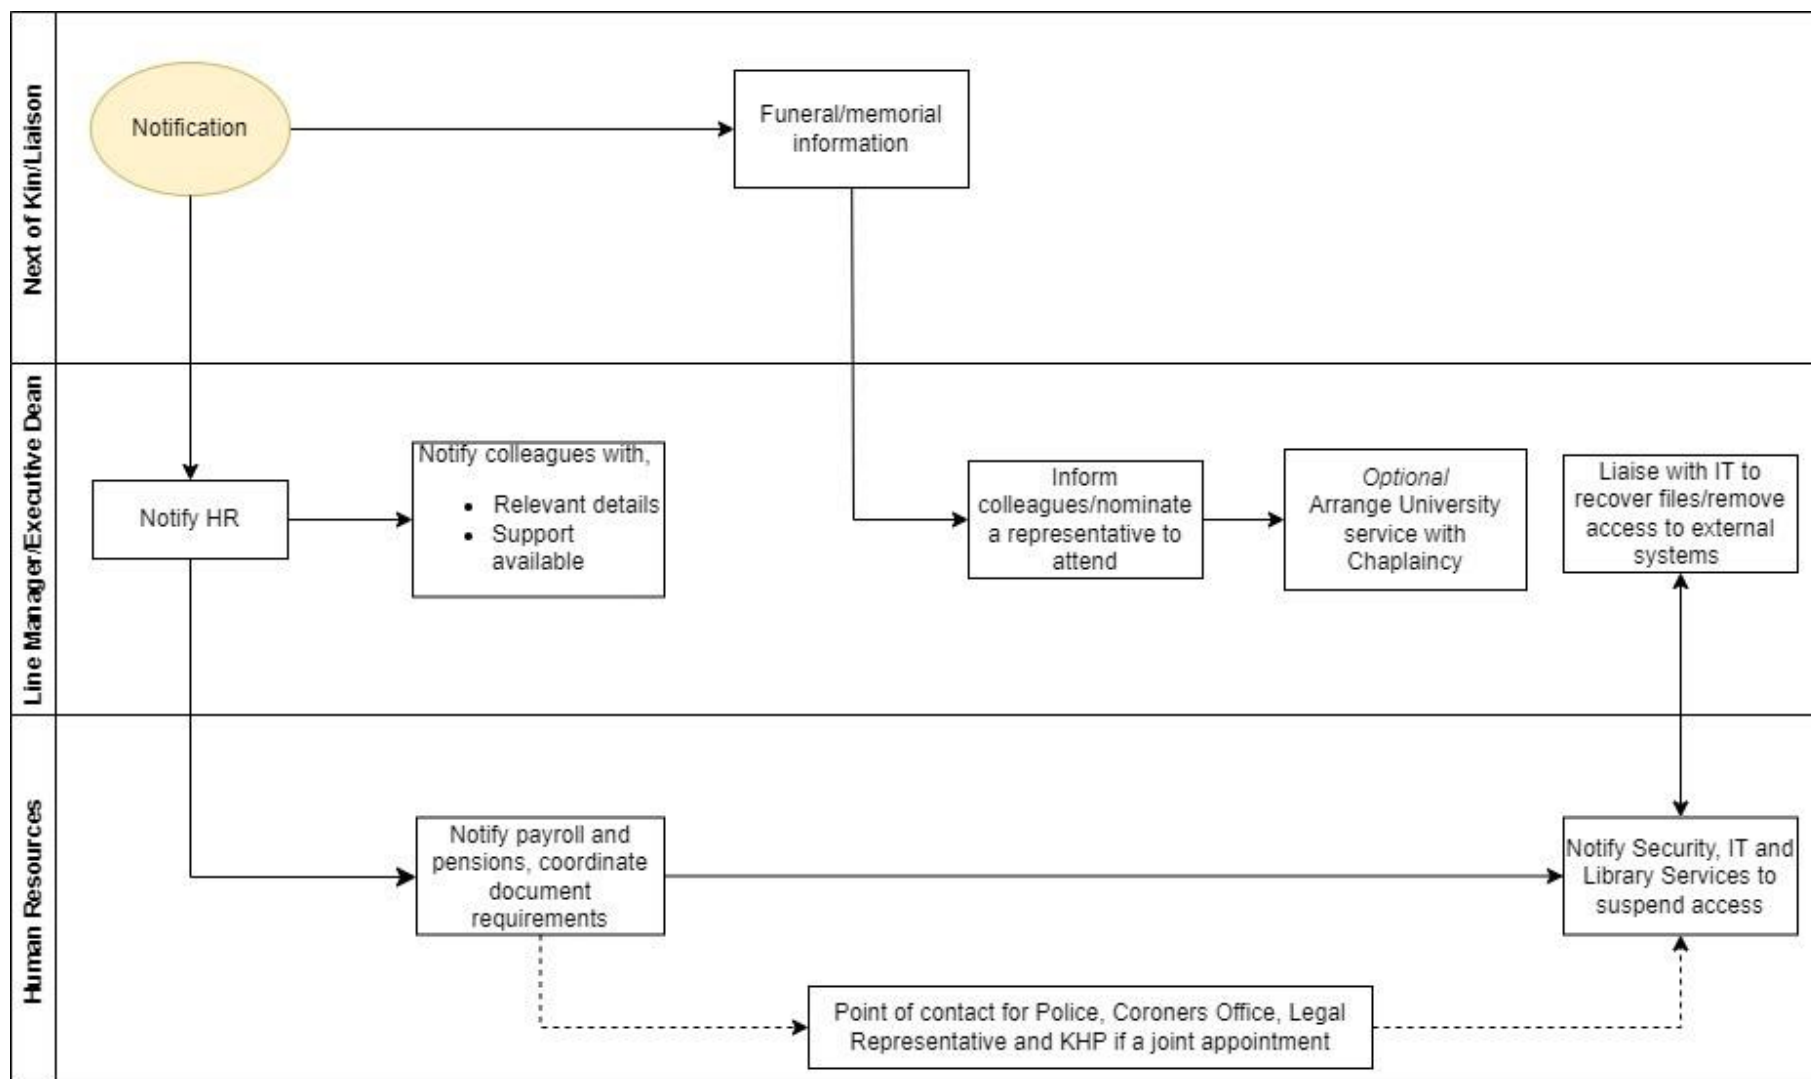 Next of Kin/Liaison
Notification
Funeral/memorial
information
Line Manager/Executive Dean
Notify HR
Notify colleagues with,
• Relevant details
• Support
available
Inform
colleagues/nominate
a representative to
attend
Optional
Arrange University
service with
Chaplaincy
Liaise with IT to
recover files/remove
access to external
systems
Human Resources
Notify payroll and
pensions, coordinate
document
requirements
Notify Security, IT and
Library Services to
suspend access
Point of contact for Police, Coroners Office, Legal
Representative and KHP if a joint appointment